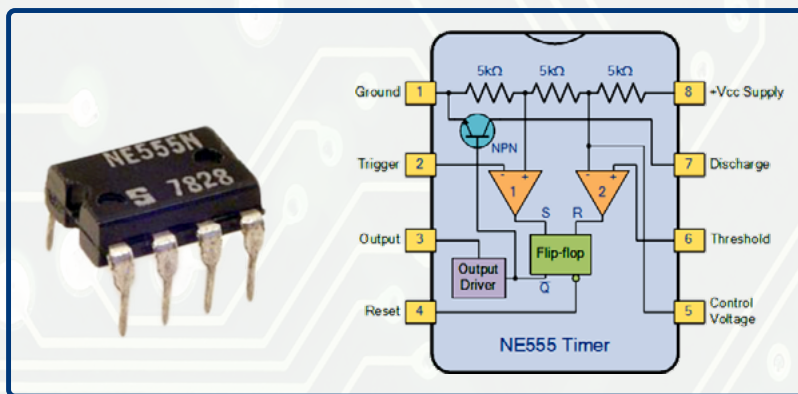 NE555N
S 7828
5kΩ 5kΩ 5kΩ
Ground 1
8 +Vcc Supply
NPN
Trigger 2
7 Discharge
- + - +
1 2
S R
Output 3
6 Threshold
Flip-flop
Output
Driver
Q̅
Reset 4
5 Control
Voltage
NE555 Timer